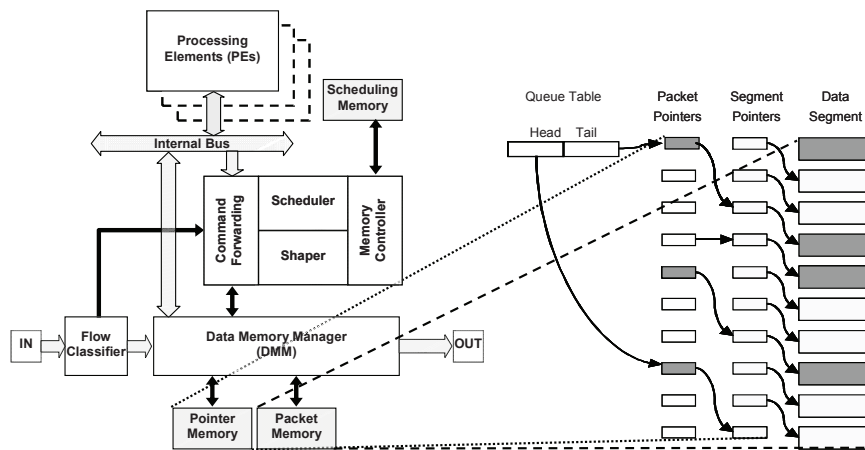 Processing
Elements (PEs)
Scheduling
Memory
Internal Bus
Command
Forwarding
Scheduler
Shaper
Memory
Controller
IN
Flow
Classifier
Data Memory Manager
(DMM)
OUT
Pointer
Memory
Packet
Memory
Queue Table
Head Tail
Packet
Pointers
Segment
Pointers
Data
Segment